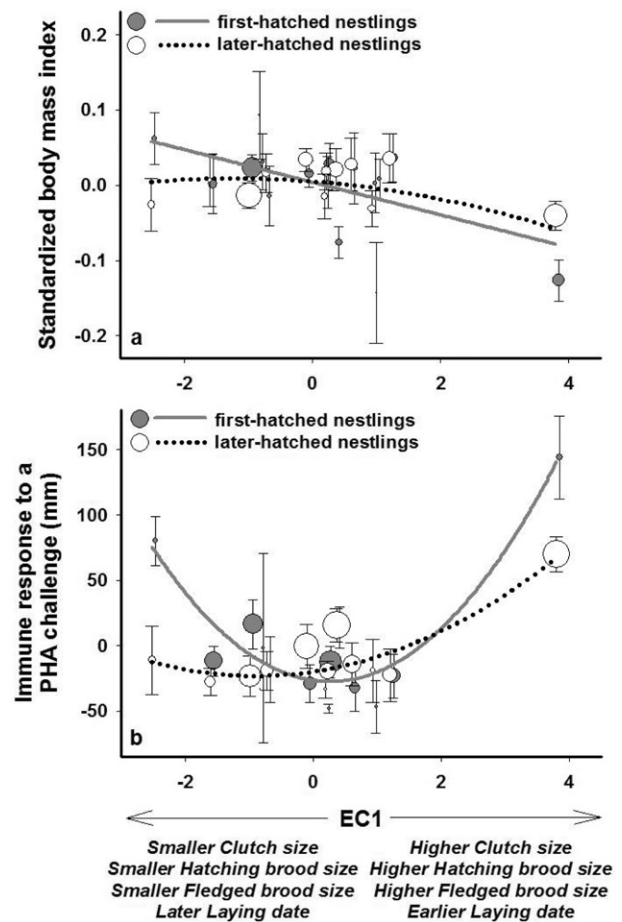 first-hatched nestlings
later-hatched nestlings
Standardized body mass index
0.2
0.1
0.0
-0.1
-0.2
a
-2
0
2
4
first-hatched nestlings
later-hatched nestlings
Immune response to a
PHA challenge (mm)
150
100
50
0
-50
b
-2
0
2
4
EC1
Smaller Clutch size
Smaller Hatching brood size
Smaller Fledged brood size
Later Laying date
Higher Clutch size
Higher Hatching brood size
Higher Fledged brood size
Earlier Laying date